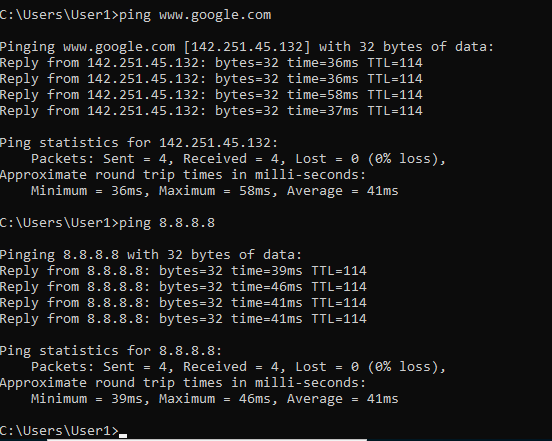 C:\Users\User1>ping www.google.com
Pinging www.google.com [142.251.45.132] with 32 bytes of data:
Reply from 142.251.45.132: bytes=32 time=36ms TTL=114
Reply from 142.251.45.132: bytes=32 time=36ms TTL=114
Reply from 142.251.45.132: bytes=32 time=58ms TTL=114
Reply from 142.251.45.132: bytes=32 time=37ms TTL=114
Ping statistics for 142.251.45.132:
    Packets: Sent = 4, Received = 4, Lost = 0 (0% loss),
Approximate round trip times in milli-seconds:
    Minimum = 36ms, Maximum = 58ms, Average = 41ms
C:\Users\User1>ping 8.8.8.8
Pinging 8.8.8.8 with 32 bytes of data:
Reply from 8.8.8.8: bytes=32 time=39ms TTL=114
Reply from 8.8.8.8: bytes=32 time=46ms TTL=114
Reply from 8.8.8.8: bytes=32 time=41ms TTL=114
Reply from 8.8.8.8: bytes=32 time=41ms TTL=114
Ping statistics for 8.8.8.8:
    Packets: Sent = 4, Received = 4, Lost = 0 (0% loss),
Approximate round trip times in milli-seconds:
    Minimum = 39ms, Maximum = 46ms, Average = 41ms
C:\Users\User1>